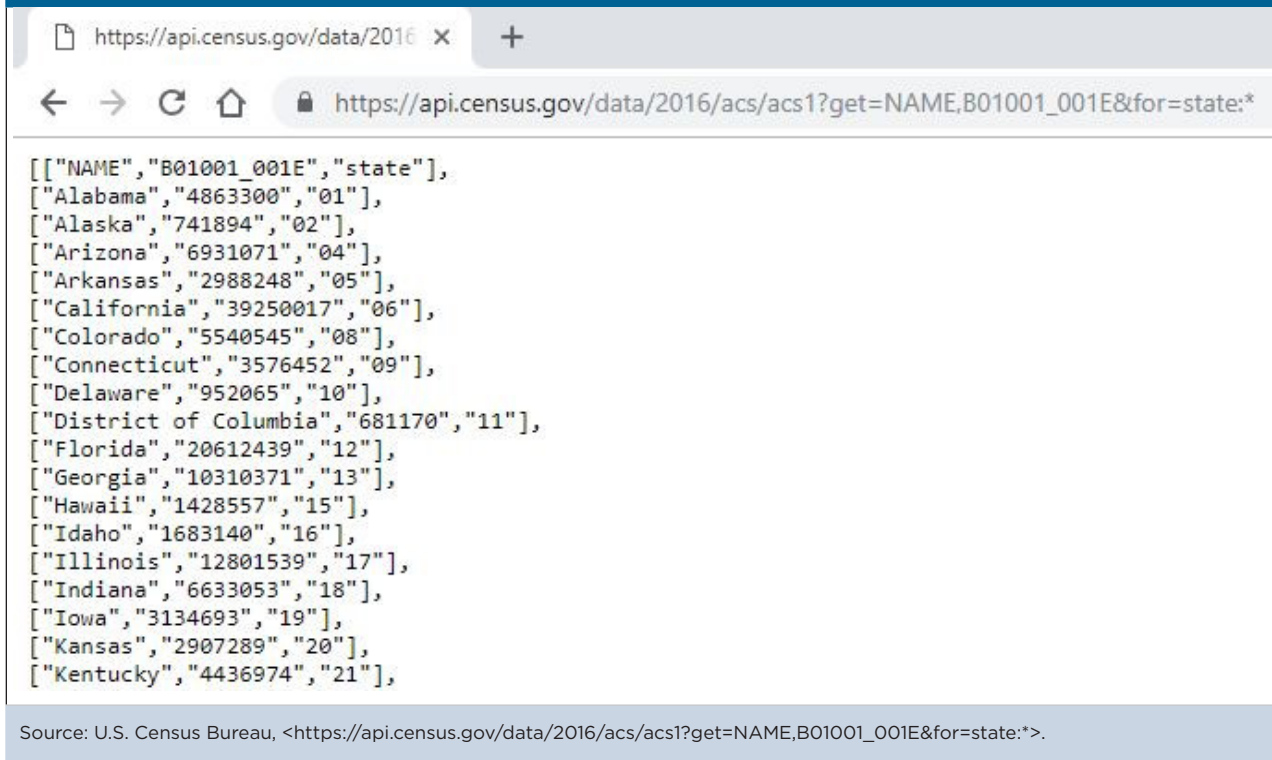 https://api.census.gov/data/2016
https://api.census.gov/data/2016/acs/acs1?get=NAME,B01001_001E&for=state:*
[["NAME","B01001_001E","state"],
["Alabama","4863300","01"],
["Alaska","741894","02"],
["Arizona","6931071","04"],
["Arkansas","2988248","05"],
["California","39250017","06"],
["Colorado","5540545","08"],
["Connecticut","3576452","09"],
["Delaware","952065","10"],
["District of Columbia","681170","11"],
["Florida","20612439","12"],
["Georgia","10310371","13"],
["Hawaii","1428557","15"],
["Idaho","1683140","16"],
["Illinois","12801539","17"],
["Indiana","6633053","18"],
["Iowa","3134693","19"],
["Kansas","2907289","20"],
["Kentucky","4436974","21"],
Source: U.S. Census Bureau, <https://api.census.gov/data/2016/acs/acs1?get=NAME,B01001_001E&for=state:*>.